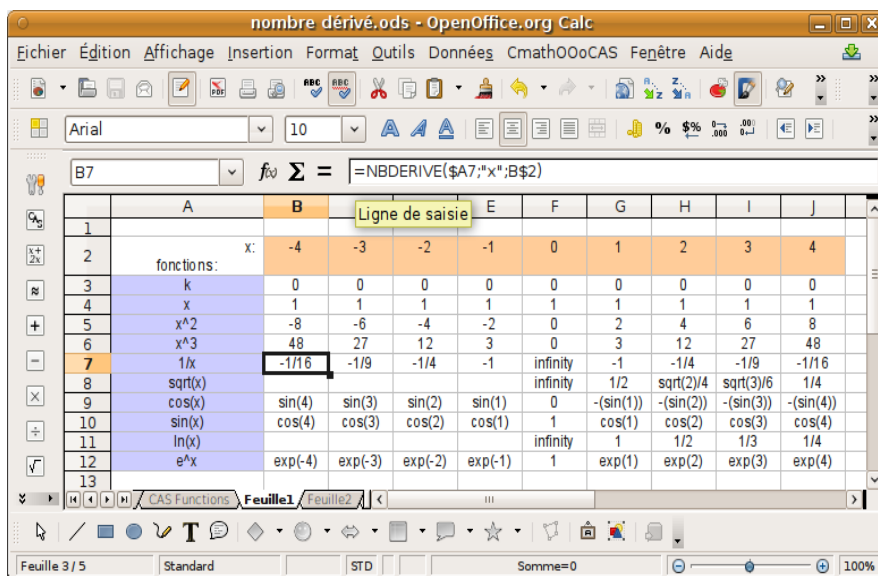 nombre dérivé.ods - OpenOffice.org Calc
Fichier Édition Affichage Insertion Format Outils Données CmathOOoCAS Fenêtre Aide
Arial 10
B7 =NBDERIVE($A7;"x";B$2)
Ligne de saisie
A B E F G H I J
1
2 x: -4 -3 -2 -1 0 1 2 3 4
fonctions:
3 k 0 0 0 0 0 0 0 0 0
4 x 1 1 1 1 1 1 1 1 1
5 x^2 -8 -6 -4 -2 0 2 4 6 8
6 x^3 48 27 12 3 0 3 12 27 48
7 1/x -1/16 -1/9 -1/4 -1 infinity -1 -1/4 -1/9 -1/16
8 sqrt(x) infinity 1/2 sqrt(2)/4 sqrt(3)/6 1/4
9 cos(x) sin(4) sin(3) sin(2) sin(1) 0 -(sin(1)) -(sin(2)) -(sin(3)) -(sin(4))
10 sin(x) cos(4) cos(3) cos(2) cos(1) 1 cos(1) cos(2) cos(3) cos(4)
11 ln(x) infinity 1 1/2 1/3 1/4
12 e^x exp(-4) exp(-3) exp(-2) exp(-1) 1 exp(1) exp(2) exp(3) exp(4)
13
CAS Functions Feuille1 Feuille2
Feuille 3 / 5 Standard STD Somme=0 100%